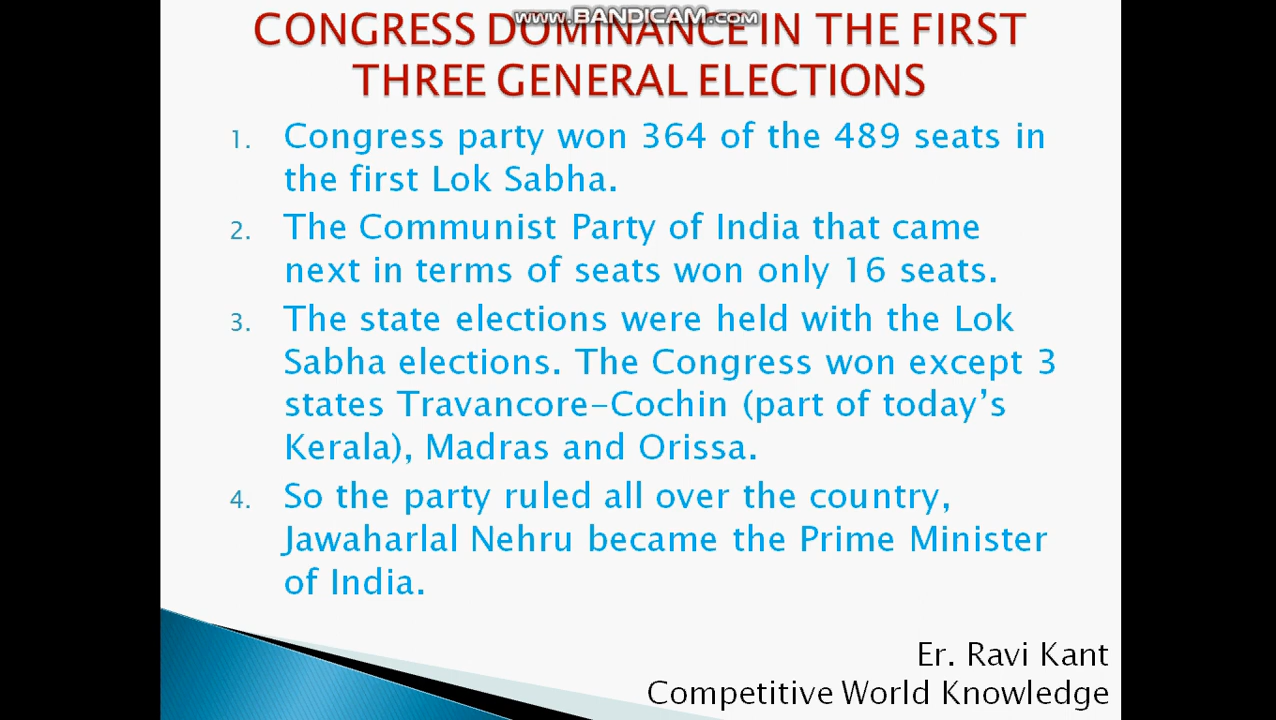 www.BANDICAM.com
CONGRESS DOMINANCE IN THE FIRST
THREE GENERAL ELECTIONS
1. Congress party won 364 of the 489 seats in
the first Lok Sabha.
2. The Communist Party of India that came
next in terms of seats won only 16 seats.
3. The state elections were held with the Lok
Sabha elections. The Congress won except 3
states Travancore-Cochin (part of today's
Kerala), Madras and Orissa.
4. So the party ruled all over the country,
Jawaharlal Nehru became the Prime Minister
of India.
Er. Ravi Kant
Competitive World Knowledge